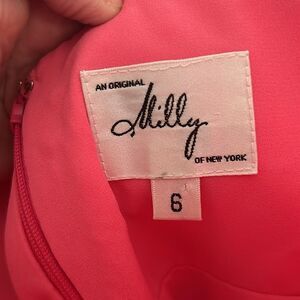 AN ORIGINAL
Milly
OF NEW YORK
6